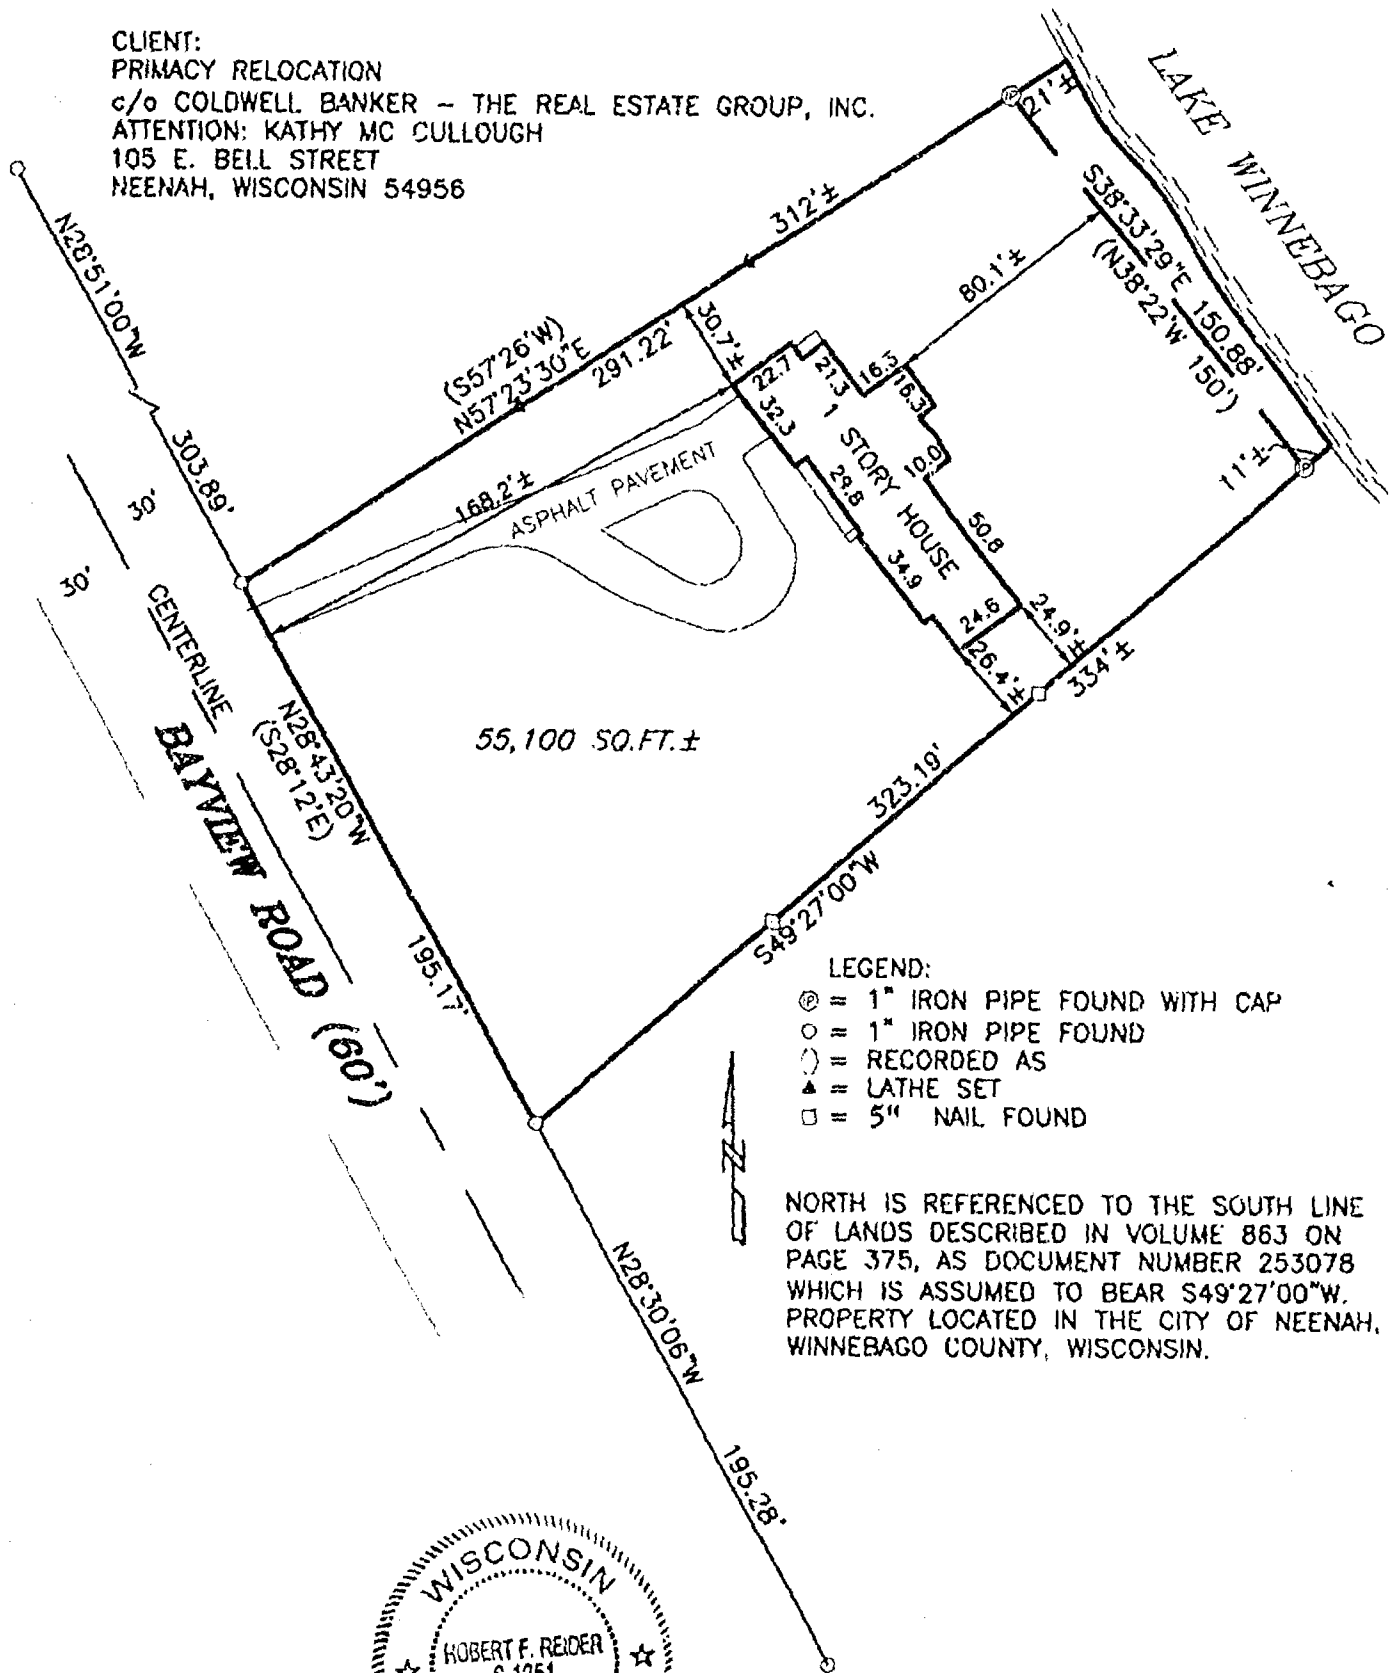 CLIENT:
PRIMACY RELOCATION
c/o COLDWELL BANKER – THE REAL ESTATE GROUP, INC.
ATTENTION: KATHY MC CULLOUGH
105 E. BELL STREET
NEENAH, WISCONSIN 54956
LAKE WINNEBAGO
21'±
S38°33'29"E 150.88'
(N38°22'W 150')
11'±
312'±
80.1'±
N28°51'00"W
303.89'
(S57°26'W)
N57°23'30"E
291.22'
30.7'±
22.7
21.3
16.3
16.3
32.3
1 STORY HOUSE
10.0
29.8
50.8
34.9
24.6
24.9'±
26.4'±
334'±
168.2'±
ASPHALT PAVEMENT
30'
30'
CENTERLINE
BAYVIEW ROAD (60')
N28°43'20"W
(S28°12'E)
195.17'
55,100 SQ.FT.±
323.19'
S49°27'00"W
LEGEND:
Ⓟ = 1" IRON PIPE FOUND WITH CAP
○ = 1" IRON PIPE FOUND
() = RECORDED AS
▲ = LATHE SET
□ = 5" NAIL FOUND
N
NORTH IS REFERENCED TO THE SOUTH LINE
OF LANDS DESCRIBED IN VOLUME 863 ON
PAGE 375, AS DOCUMENT NUMBER 253078
WHICH IS ASSUMED TO BEAR S49°27'00"W.
PROPERTY LOCATED IN THE CITY OF NEENAH,
WINNEBAGO COUNTY, WISCONSIN.
N28°30'06"W
195.28'
WISCONSIN
ROBERT F. REIDER